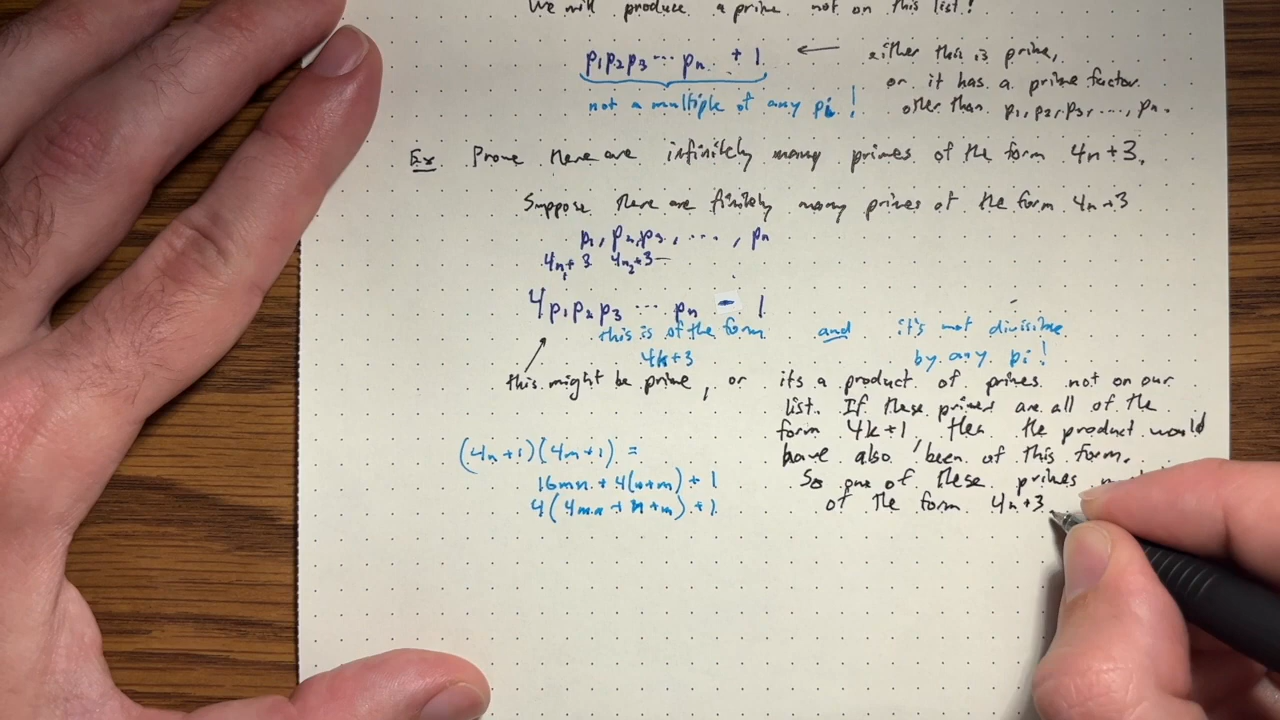 We will produce a prime not on this list!
p1p2p3 ... pn + 1 ← either this is prime,
or it has a prime factor
not a multiple of any pi! other than p1, p2, p3, ..., pn.
Ex Prove there are infinitely many primes of the form 4n+3.
Suppose there are finitely many primes of the form 4n+3
p1, p2, p3, ..., pn
4n1+3 4n2+3
4p1p2p3 ... pn - 1
this is of the form and it's not divisible
4k+3 by any pi!
this might be prime, or its a product of primes not on our
list. If these primes are all of the
form 4k+1, then the product would
have also been of this form.
(4n+1)(4m+1) =
16mn + 4(n+m) + 1
4(4mn + n + m) + 1
So one of these primes
of the form 4n+3.